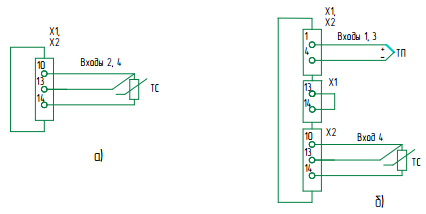 X1,
X2
10
13
14
Входы 2, 4
ТС
а)
X1,
X2
1
4
Входы 1, 3
+
−
ТП
13
14
X1
10
13
14
X2
Вход 4
ТС
б)